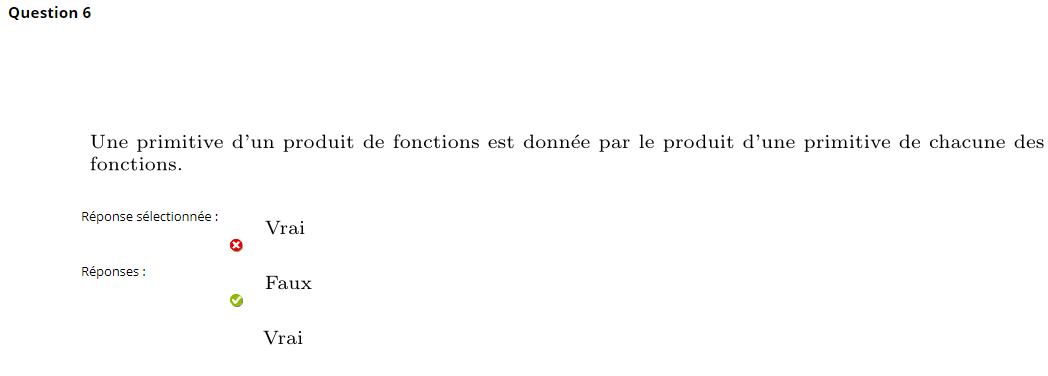 Question 6
Une primitive d'un produit de fonctions est donnée par le produit d'une primitive de chacune des
fonctions.
Réponse sélectionnée :
Vrai
Réponses :
Faux
Vrai